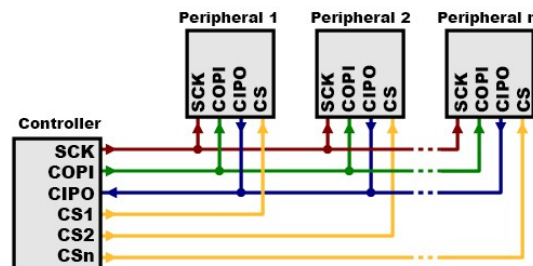 Peripheral 1
Peripheral 2
Peripheral n
SCK COPI CIPO CS
SCK COPI CIPO CS
SCK COPI CIPO CS
Controller
SCK
COPI
CIPO
CS1
CS2
CSn